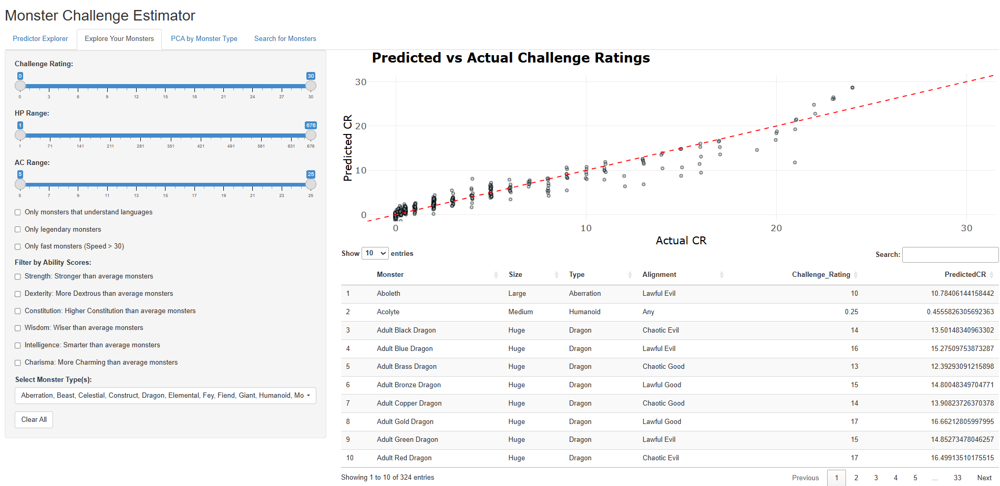 Monster Challenge Estimator
Predictor Explorer Explore Your Monsters PCA by Monster Type Search for Monsters
Challenge Rating:
0 30
0 3 6 9 12 15 18 21 24 27 30
HP Range:
1 676
1 71 141 211 281 351 421 491 561 631 676
AC Range:
5 25
5 7 9 11 13 15 17 19 21 23 25
Only monsters that understand languages
Only legendary monsters
Only fast monsters (Speed > 30)
Filter by Ability Scores:
Strength: Stronger than average monsters
Dexterity: More Dextrous than average monsters
Constitution: Higher Constitution than average monsters
Wisdom: Wiser than average monsters
Intelligence: Smarter than average monsters
Charisma: More Charming than average monsters
Select Monster Type(s):
Aberration, Beast, Celestial, Construct, Dragon, Elemental, Fey, Fiend, Giant, Humanoid, Mo
Clear All
Predicted vs Actual Challenge Ratings
Predicted CR
30
20
10
0
0 10 20 30
Actual CR
Show 10 entries Search:
Monster Size Type Alignment Challenge_Rating PredictedCR
1 Aboleth Large Aberration Lawful Evil 10 10.78406144158442
2 Acolyte Medium Humanoid Any 0.25 0.4555826305692363
3 Adult Black Dragon Huge Dragon Chaotic Evil 14 13.50148340963302
4 Adult Blue Dragon Huge Dragon Lawful Evil 16 15.27509753873287
5 Adult Brass Dragon Huge Dragon Chaotic Good 13 12.39293091215898
6 Adult Bronze Dragon Huge Dragon Lawful Good 15 14.80048349704771
7 Adult Copper Dragon Huge Dragon Chaotic Good 14 13.90823726370378
8 Adult Gold Dragon Huge Dragon Lawful Good 17 16.66212805997995
9 Adult Green Dragon Huge Dragon Lawful Evil 15 14.85273478046257
10 Adult Red Dragon Huge Dragon Chaotic Evil 17 16.49913510175515
Showing 1 to 10 of 324 entries Previous 1 2 3 4 5 … 33 Next